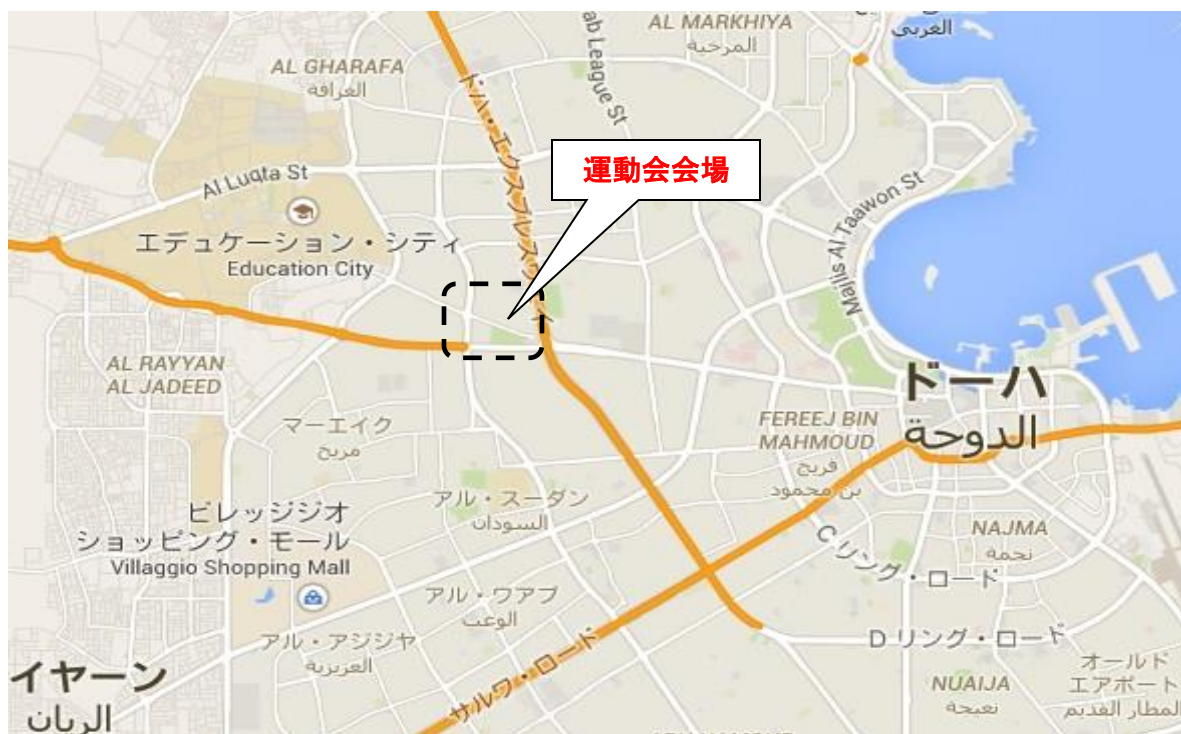 AL MARKHIYA
المرخية
الغربي
AL GHARAFA
الغرافة
ab League St
ドハ・エクスプレスウェイ
運動会会場
Al Luqta St
Majlis Al Taawon St
エデュケーション・シティ
Education City
AL RAYYAN
AL JADEED
ドーハ
الدوحة
マーエイク
مريخ
FEREEJ BIN
MAHMOUD
فريج
بن محمود
アル・スーダン
السودان
ビレッジジオ
ショッピング・モール
Villaggio Shopping Mall
NAJMA
نجمة
C リング・ロード
アル・ワアブ
الوعب
アル・アジジヤ
العزيزية
サルワ・ロード
D リング・ロード
オールド
エアポート
المطار القديم
NUAIJA
نعيجة
イヤーン
الريان